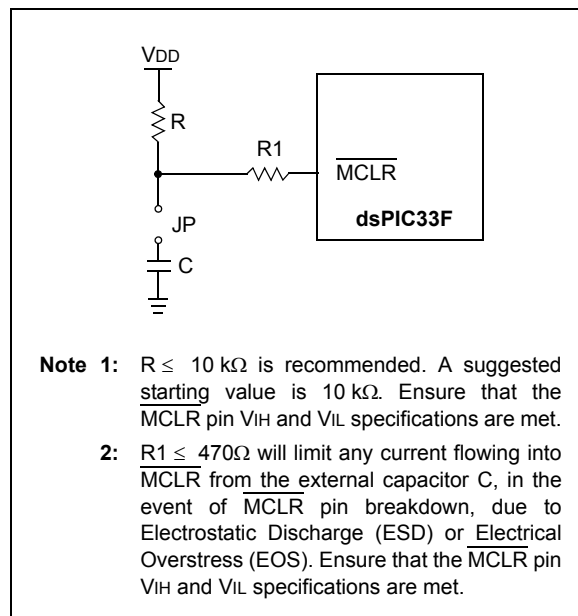 VDD
R
R1
MCLR
JP
dsPIC33F
C
Note 1: R ≤ 10 kΩ is recommended. A suggested
starting value is 10 kΩ. Ensure that the
MCLR pin VIH and VIL specifications are met.
2: R1 ≤ 470Ω will limit any current flowing into
MCLR from the external capacitor C, in the
event of MCLR pin breakdown, due to
Electrostatic Discharge (ESD) or Electrical
Overstress (EOS). Ensure that the MCLR pin
VIH and VIL specifications are met.